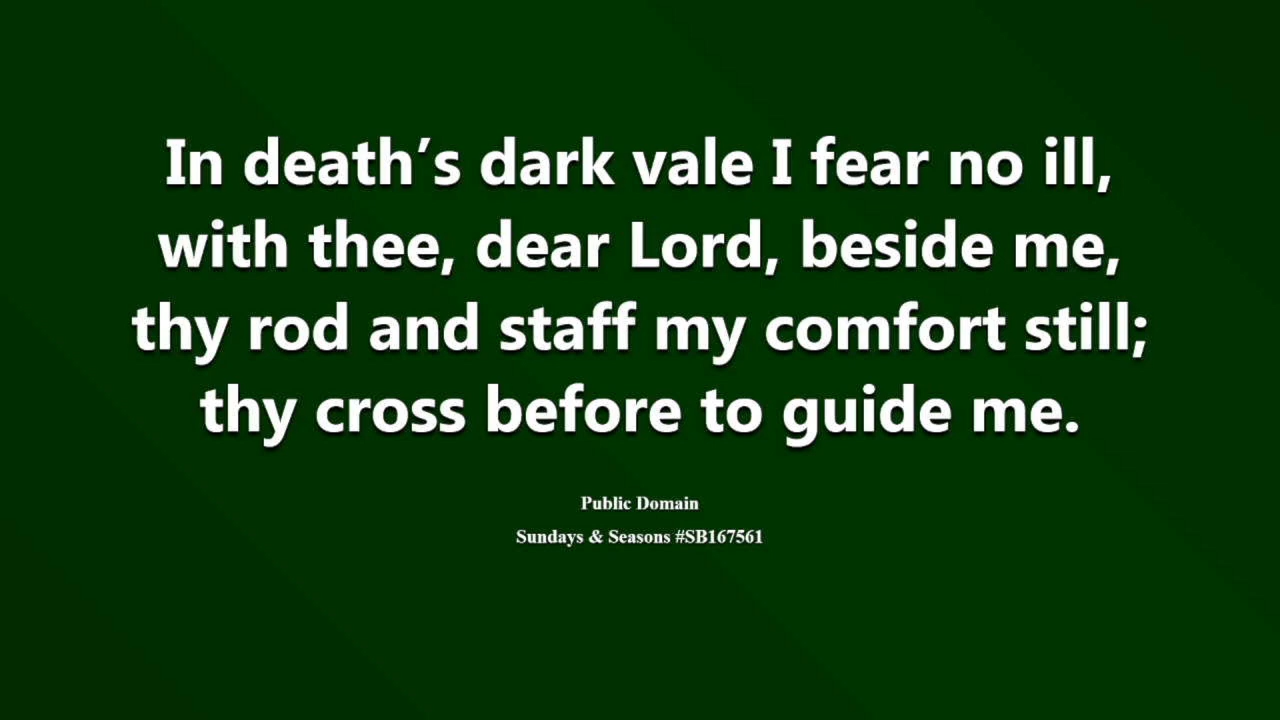 In death’s dark vale I fear no ill,
with thee, dear Lord, beside me,
thy rod and staff my comfort still;
thy cross before to guide me.
Public Domain
Sundays & Seasons #SB167561